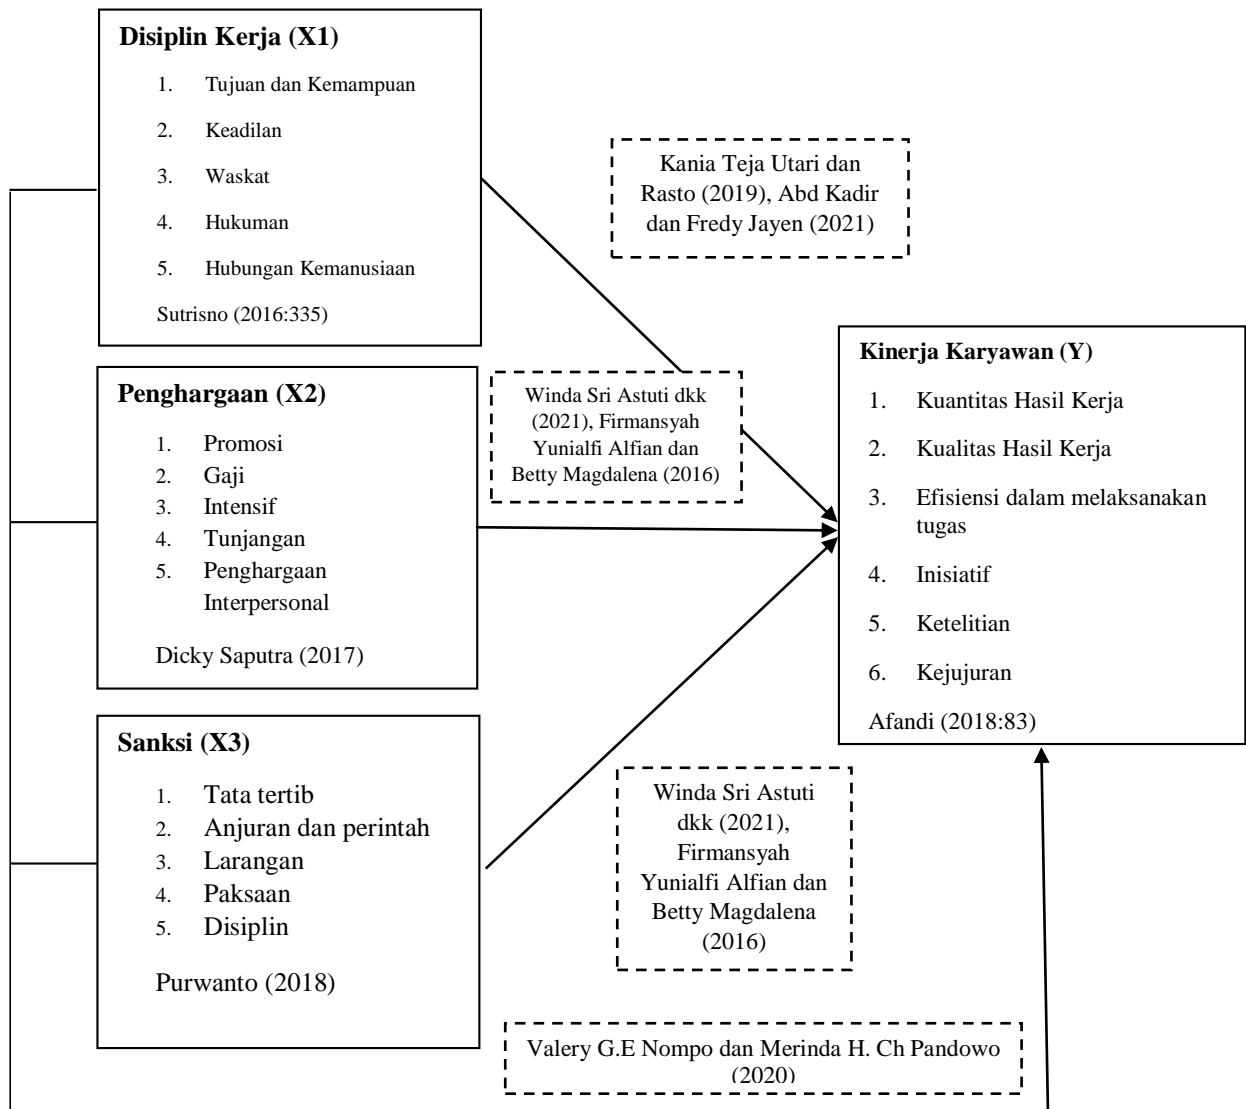 Disiplin Kerja (X1)
1. Tujuan dan Kemampuan
2. Keadilan
3. Waskat
4. Hukuman
5. Hubungan Kemanusiaan
Sutrisno (2016:335)
Kania Teja Utari dan
Rasto (2019), Abd Kadir
dan Fredy Jayen (2021)
Penghargaan (X2)
1. Promosi
2. Gaji
3. Intensif
4. Tunjangan
5. Penghargaan
Interpersonal
Dicky Saputra (2017)
Winda Sri Astuti dkk
(2021), Firmansyah
Yunialfi Alfian dan
Betty Magdalena (2016)
Kinerja Karyawan (Y)
1. Kuantitas Hasil Kerja
2. Kualitas Hasil Kerja
3. Efisiensi dalam melaksanakan
tugas
4. Inisiatif
5. Ketelitian
6. Kejujuran
Afandi (2018:83)
Sanksi (X3)
1. Tata tertib
2. Anjuran dan perintah
3. Larangan
4. Paksaan
5. Disiplin
Purwanto (2018)
Winda Sri Astuti
dkk (2021),
Firmansyah
Yunialfi Alfian dan
Betty Magdalena
(2016)
Valery G.E Nompo dan Merinda H. Ch Pandowo
(2020)